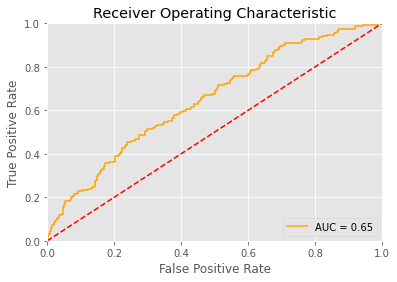 Receiver Operating Characteristic
1.0
0.8
0.6
0.4
0.2
0.0
True Positive Rate
AUC = 0.65
0.0 0.2 0.4 0.6 0.8 1.0
False Positive Rate